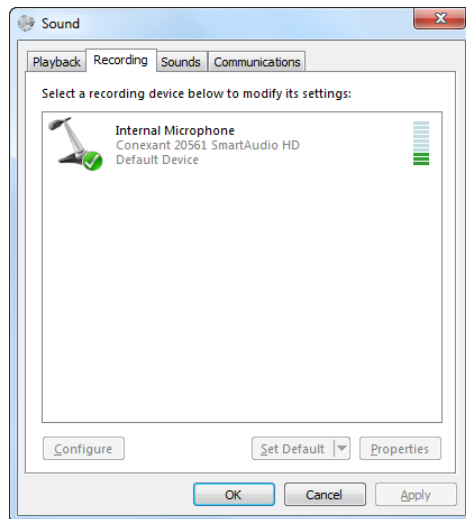 Sound
Playback Recording Sounds Communications
Select a recording device below to modify its settings:
Internal Microphone
Conexant 20561 SmartAudio HD
Default Device
Configure Set Default Properties
OK Cancel Apply